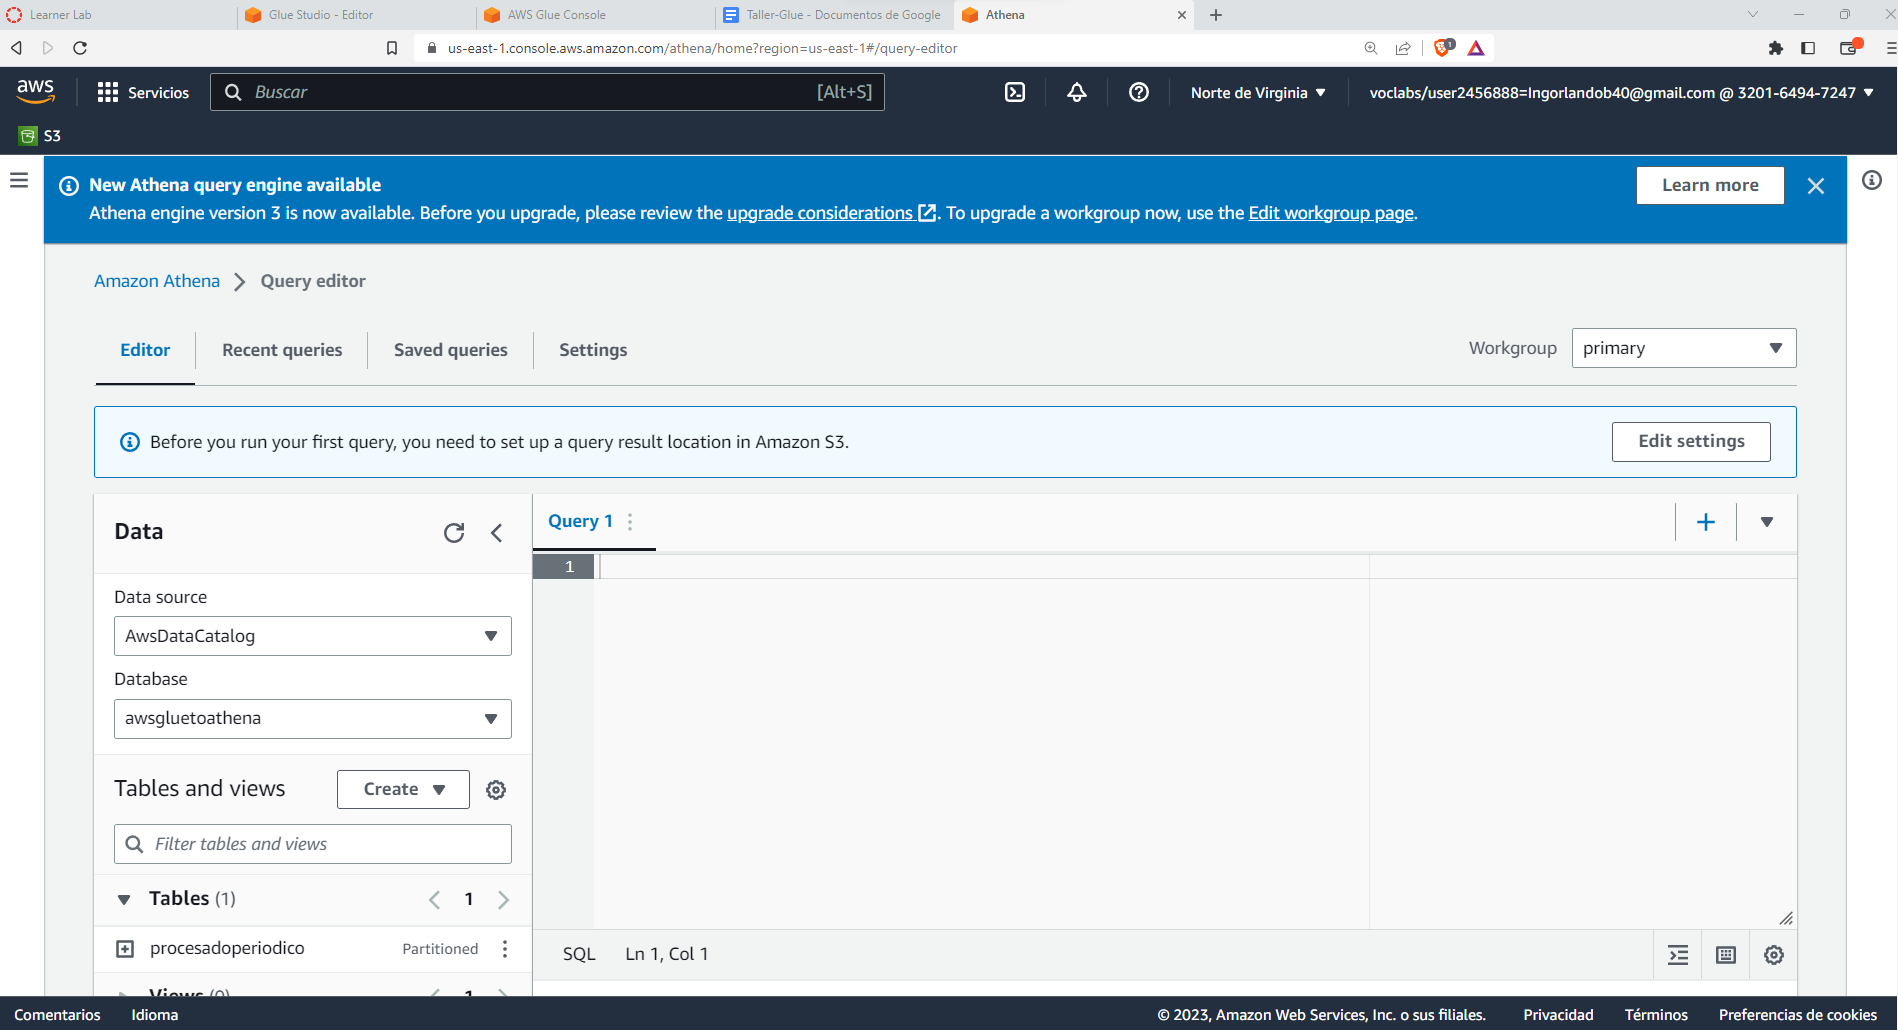 Learner Lab
Glue Studio - Editor
AWS Glue Console
Taller-Glue - Documentos de Google
Athena
us-east-1.console.aws.amazon.com/athena/home?region=us-east-1#/query-editor
1
aws
Servicios
Buscar
[Alt+S]
Norte de Virginia
voclabs/user2456888=Ingorlandob40@gmail.com @ 3201-6494-7247
S3
New Athena query engine available
Athena engine version 3 is now available. Before you upgrade, please review the upgrade considerations. To upgrade a workgroup now, use the Edit workgroup page.
Learn more
Amazon Athena
Query editor
Editor
Recent queries
Saved queries
Settings
Workgroup
primary
Before you run your first query, you need to set up a query result location in Amazon S3.
Edit settings
Data
Query 1
1
Data source
AwsDataCatalog
Database
awsgluetoathena
Tables and views
Create
Filter tables and views
Tables (1)
1
procesadoperiodico
Partitioned
SQL
Ln 1, Col 1
Views (0)
1
Comentarios
Idioma
© 2023, Amazon Web Services, Inc. o sus filiales.
Privacidad
Términos
Preferencias de cookies